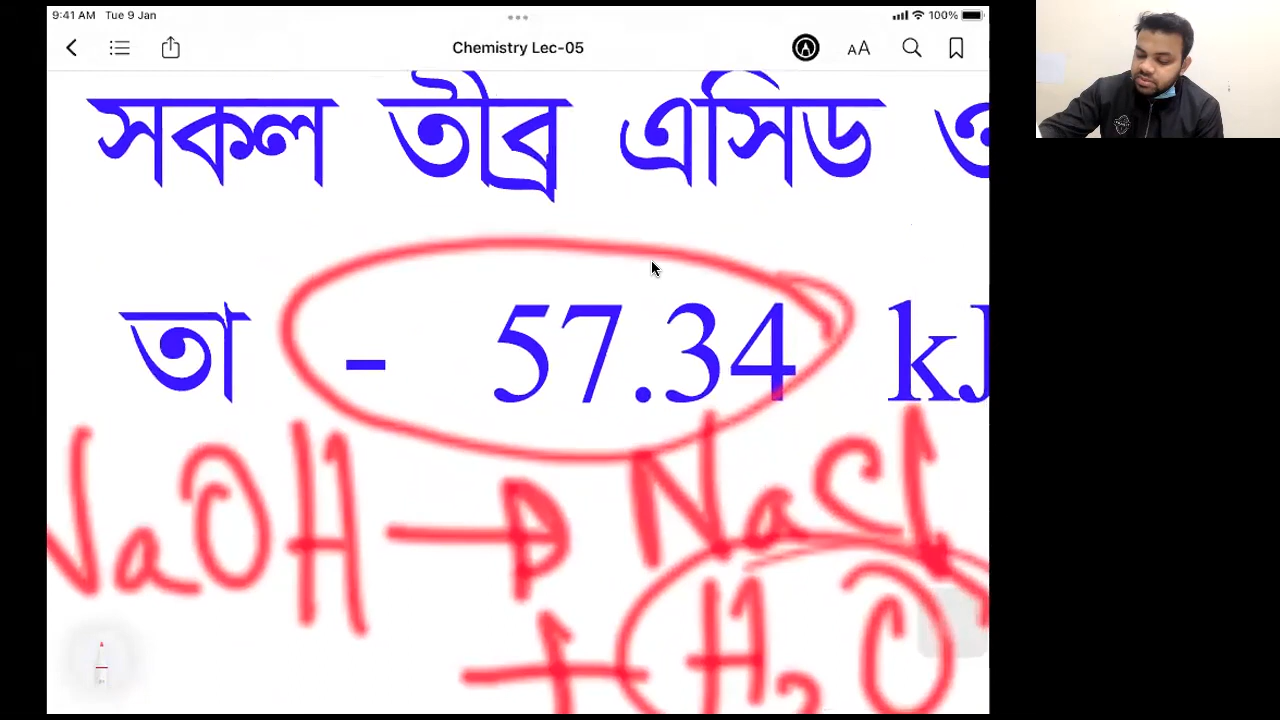 9:41 AM Tue 9 Jan
100%
Chemistry Lec-05
AA
সকল তীব্র এসিড
তা - 57.34 kJ
NaOH → NaCl
+ H₂O